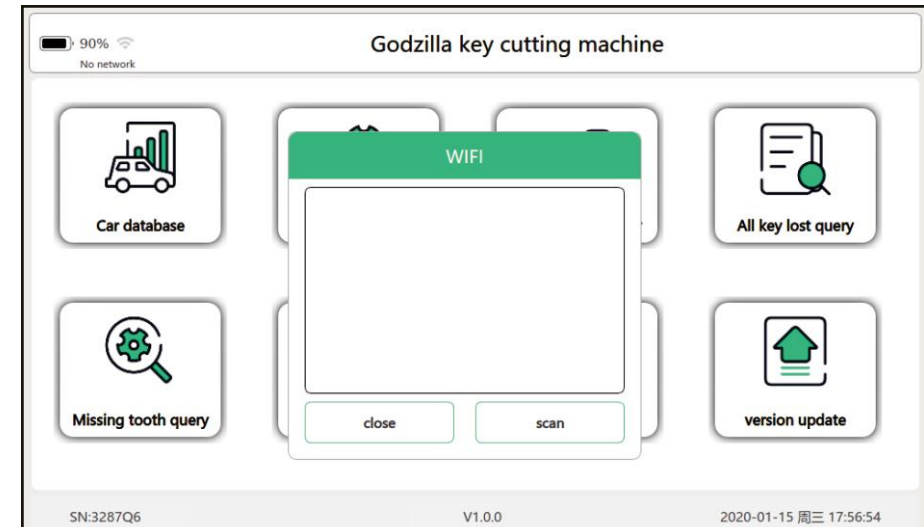 90%
No network
Godzilla key cutting machine
WIFI
Car database
All key lost query
close
scan
Missing tooth query
version update
SN:3287Q6
V1.0.0
2020-01-15 周三 17:56:54